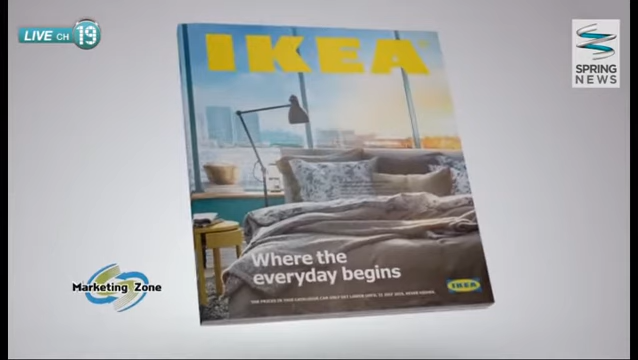 LIVE CH 19
SPRING
NEWS
IKEA
Where the
everyday begins
IKEA
Marketing Zone